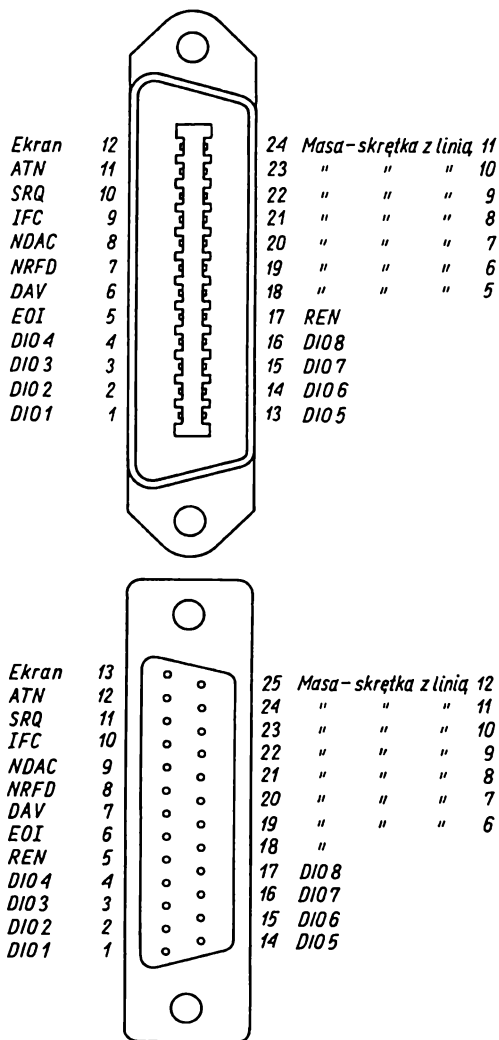 Ekran 12 24 Masa-skrętka z linią 11
ATN 11 23 " " " 10
SRQ 10 22 " " " 9
IFC 9 21 " " " 8
NDAC 8 20 " " " 7
NRFD 7 19 " " " 6
DAV 6 18 " " " 5
EOI 5 17 REN
DIO4 4 16 DIO8
DIO3 3 15 DIO7
DIO2 2 14 DIO6
DIO1 1 13 DIO5
Ekran 13 25 Masa-skrętka z linią 12
ATN 12 24 " " " 11
SRQ 11 23 " " " 10
IFC 10 22 " " " 9
NDAC 9 21 " " " 8
NRFD 8 20 " " " 7
DAV 7 19 " " " 6
EOI 6 18 "
REN 5 17 DIO8
DIO4 4 16 DIO7
DIO3 3 15 DIO6
DIO2 2 14 DIO5
DIO1 1